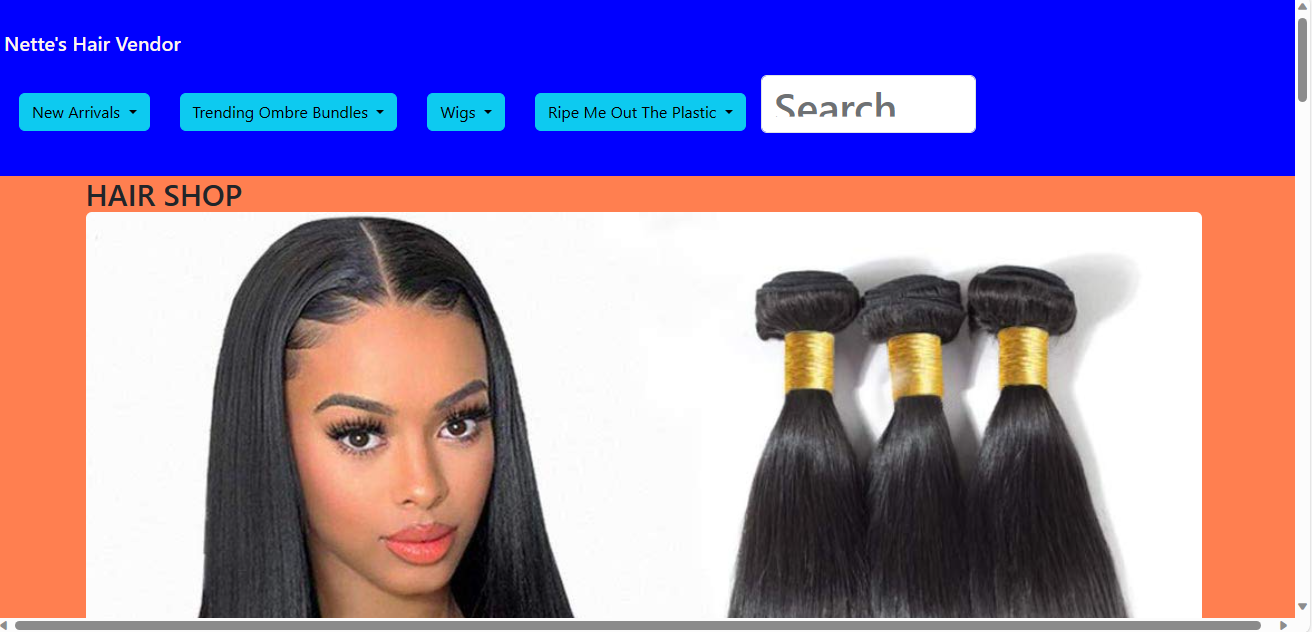 Nette's Hair Vendor
New Arrivals
Trending Ombre Bundles
Wigs
Ripe Me Out The Plastic
Search
HAIR SHOP